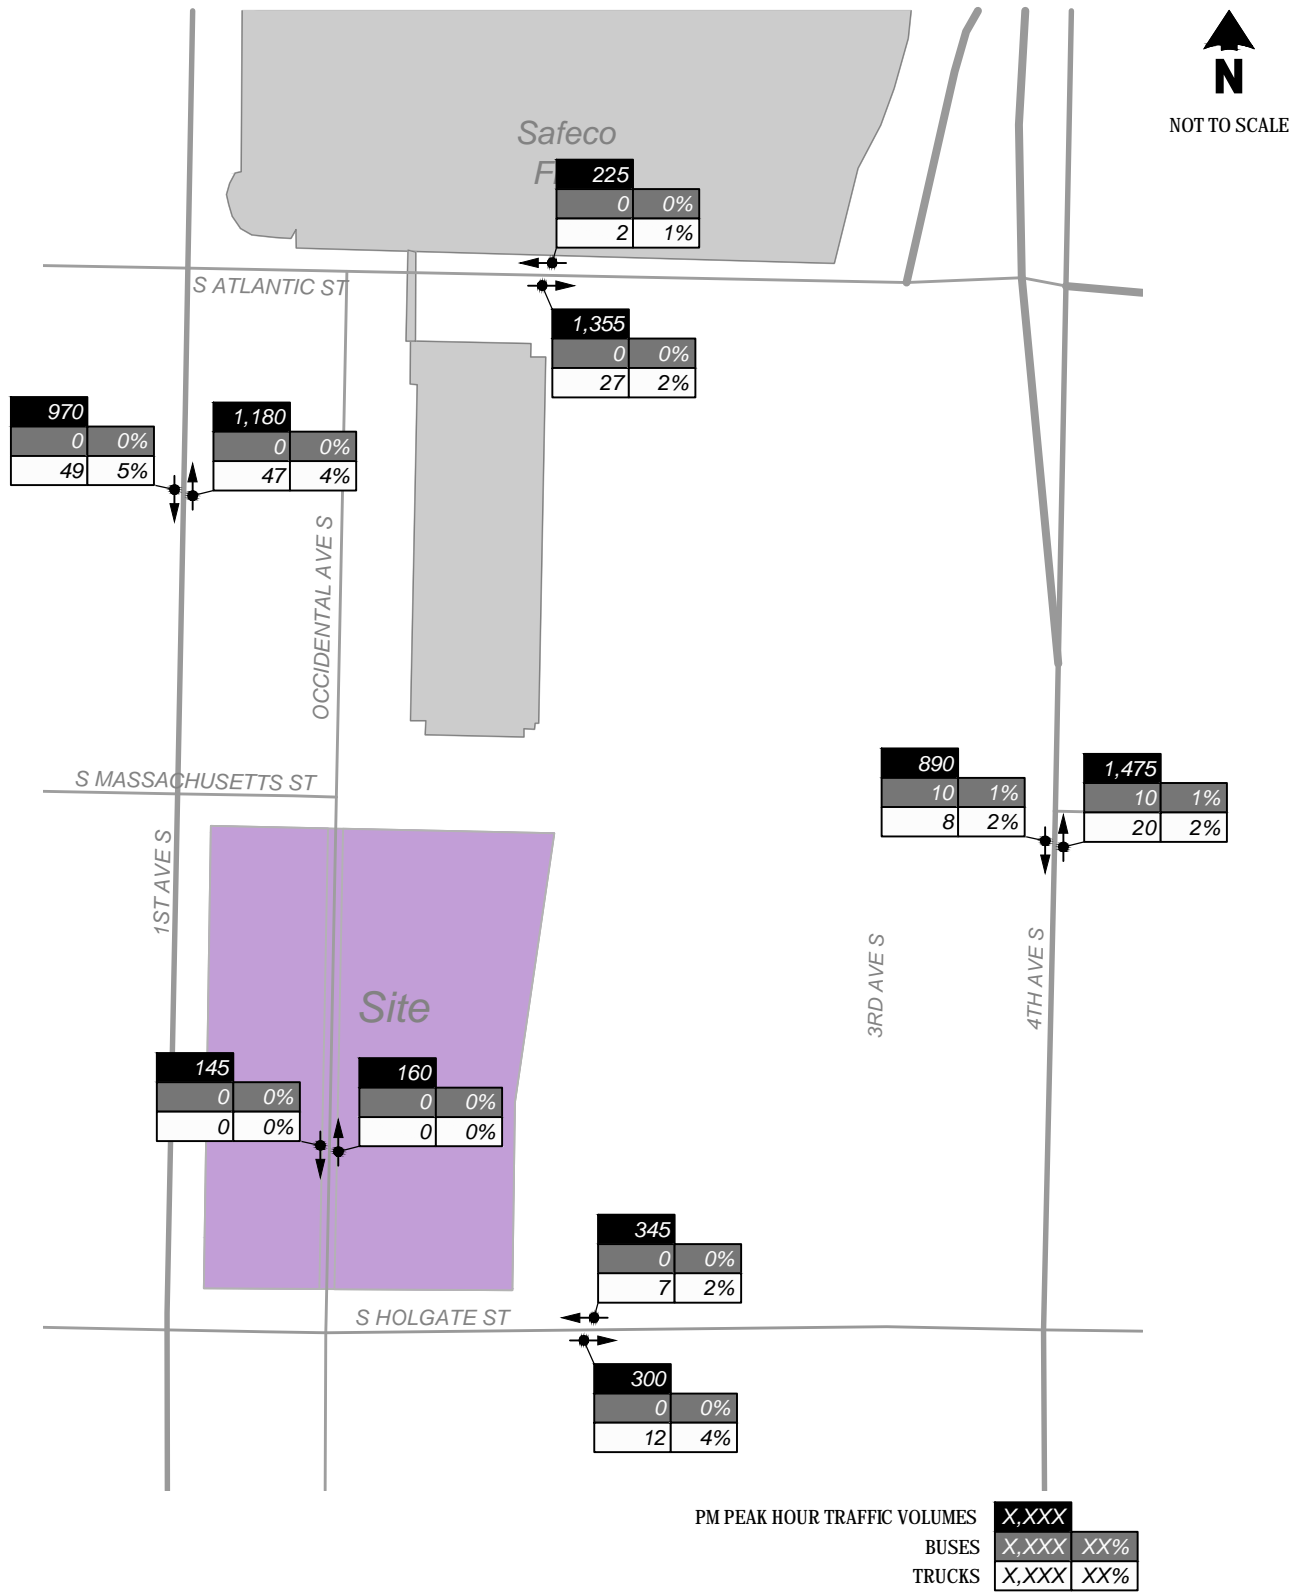 N
NOT TO SCALE
Safeco
F
225
0 0%
2 1%
S ATLANTIC ST
1,355
0 0%
27 2%
970
0 0%
49 5%
1,180
0 0%
47 4%
OCCIDENTAL AVE S
S MASSACHUSETTS ST
890
10 1%
8 2%
1,475
10 1%
20 2%
1ST AVE S
3RD AVE S
4TH AVE S
Site
145
0 0%
0 0%
160
0 0%
0 0%
345
0 0%
7 2%
S HOLGATE ST
300
0 0%
12 4%
PM PEAK HOUR TRAFFIC VOLUMES X,XXX
BUSES X,XXX XX%
TRUCKS X,XXX XX%